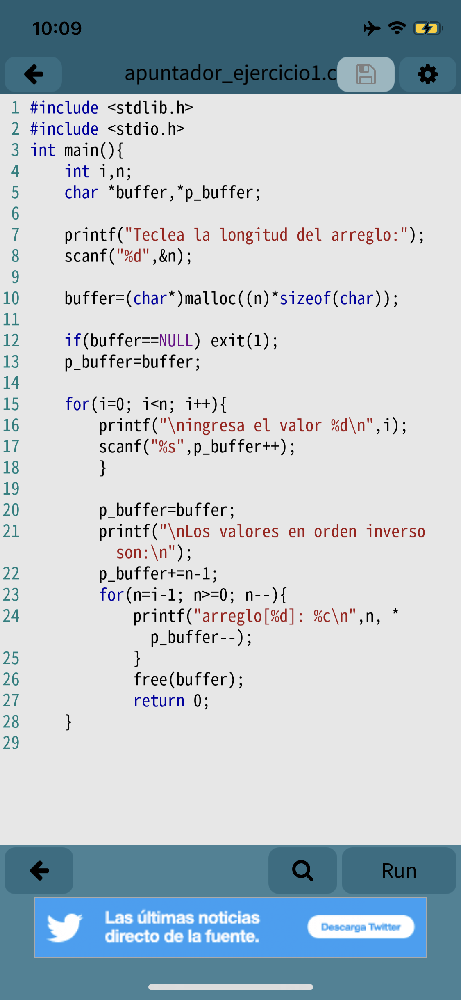 10:09
apuntador_ejercicio1.c
1 #include <stdlib.h>
2 #include <stdio.h>
3 int main(){
4     int i,n;
5     char *buffer,*p_buffer;
6
7     printf("Teclea la longitud del arreglo:");
8     scanf("%d",&n);
9
10     buffer=(char*)malloc((n)*sizeof(char));
11
12     if(buffer==NULL) exit(1);
13     p_buffer=buffer;
14
15     for(i=0; i<n; i++){
16         printf("\ningresa el valor %d\n",i);
17         scanf("%s",p_buffer++);
18         }
19
20         p_buffer=buffer;
21         printf("\nLos valores en orden inverso
son:\n");
22         p_buffer+=n-1;
23         for(n=i-1; n>=0; n--){
24             printf("arreglo[%d]: %c\n",n, *
p_buffer--);
25             }
26             free(buffer);
27             return 0;
28     }
29
Run
Las últimas noticias
directo de la fuente.
Descarga Twitter